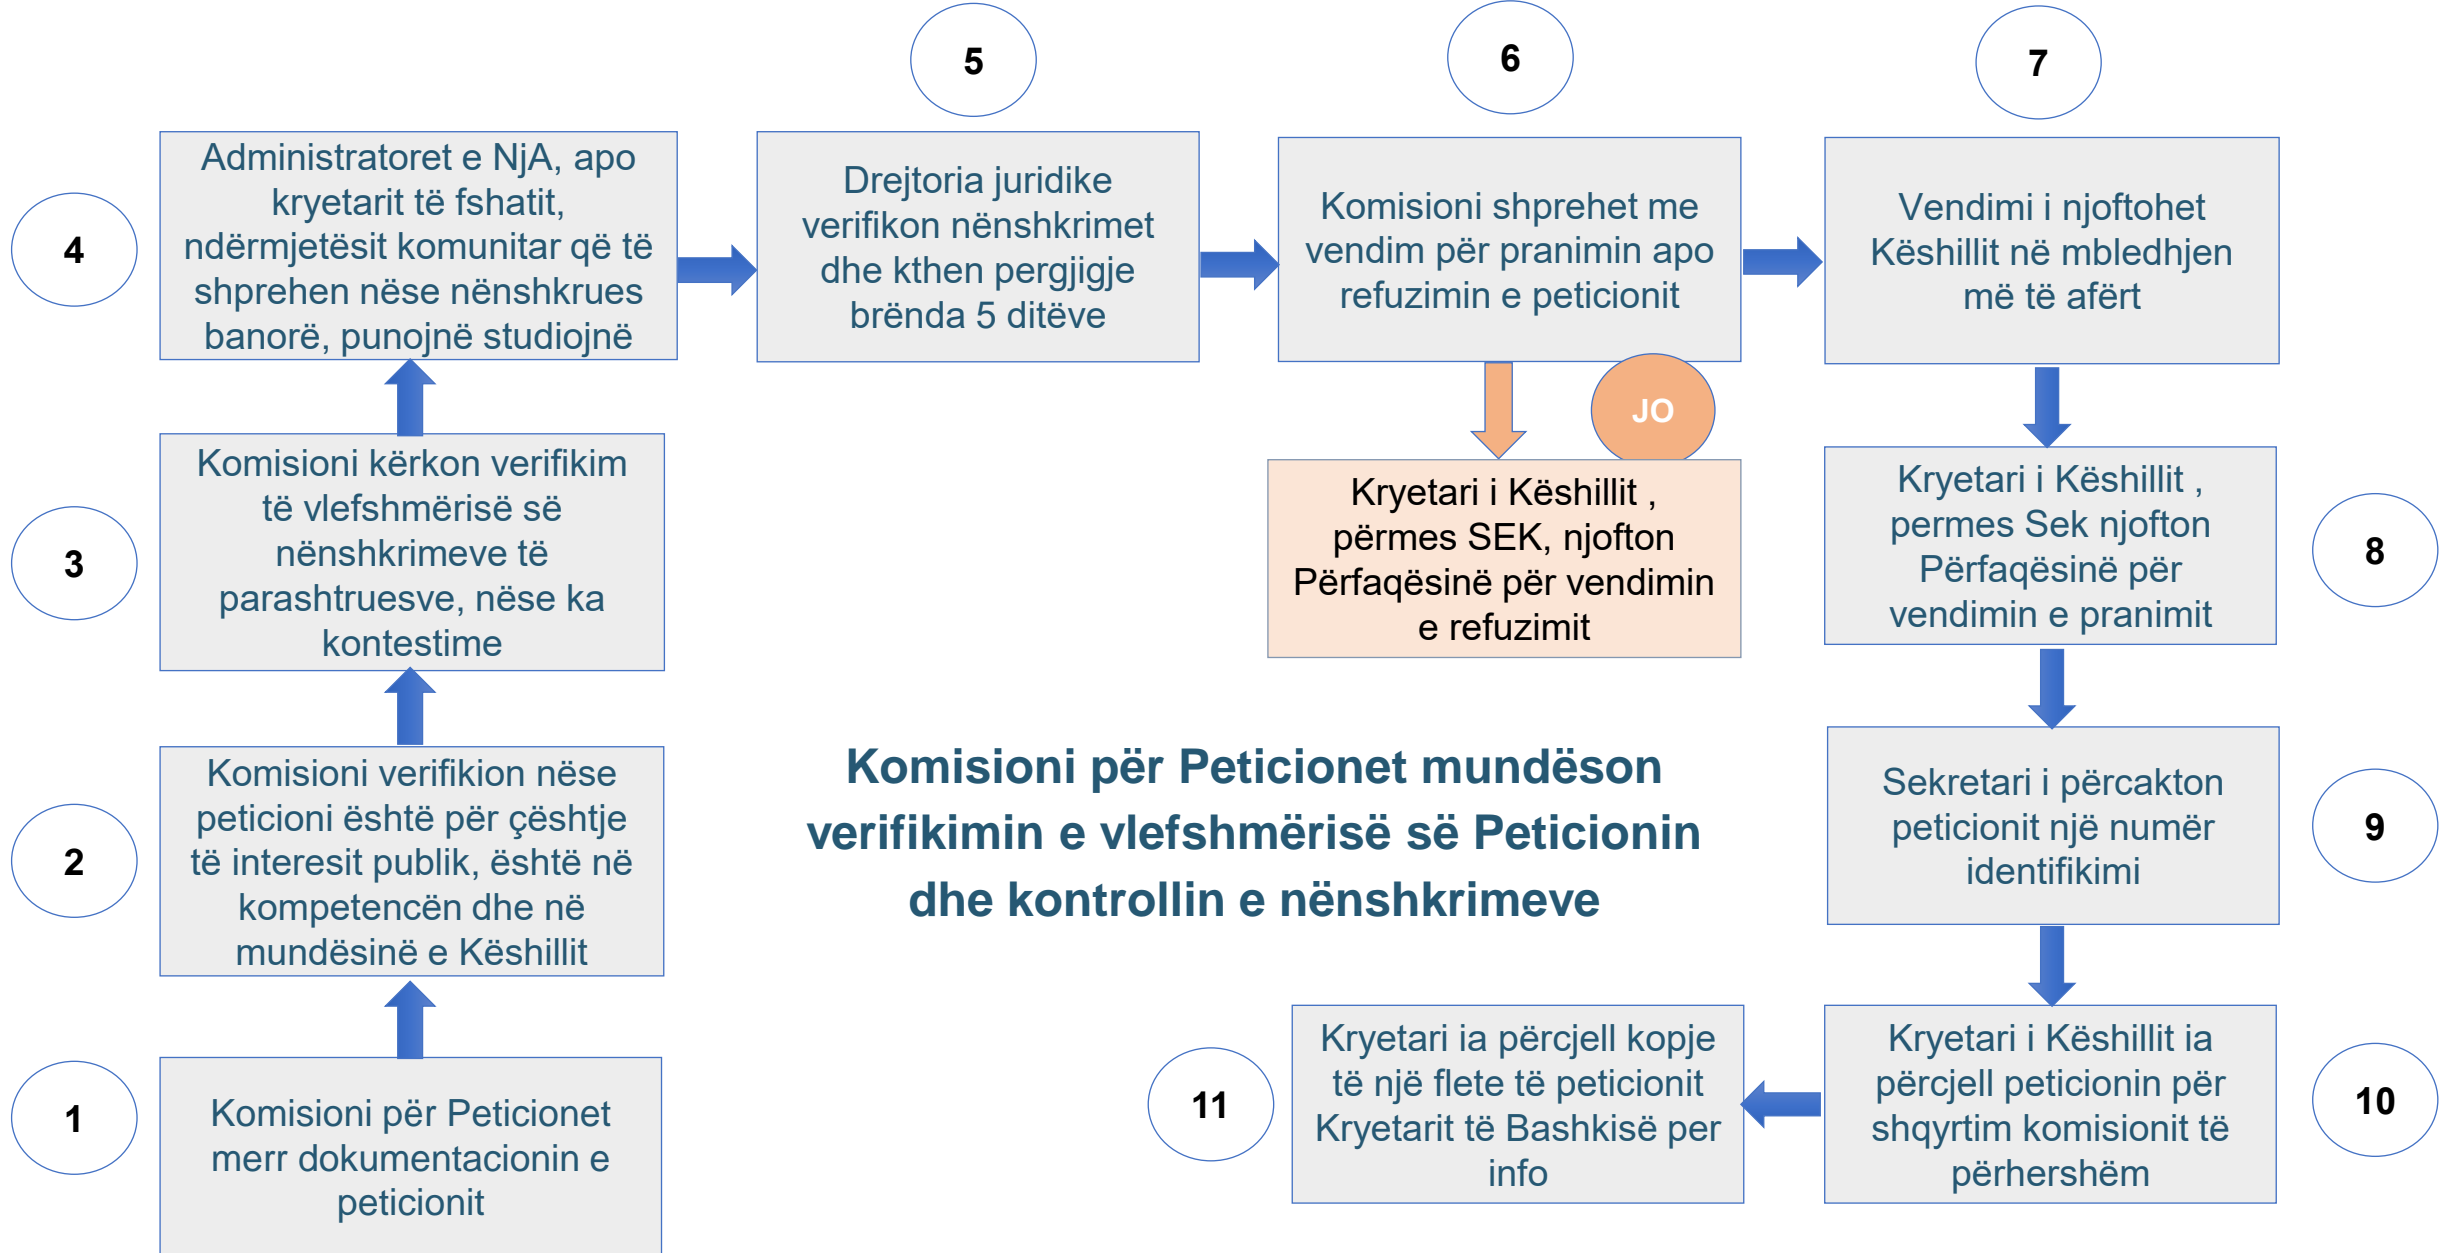 1
Komisioni për Peticionet
merr dokumentacionin e
peticionit
2
Komisioni verifikion nëse
peticioni është për çështje
të interesit publik, është në
kompetencën dhe në
mundësinë e Këshillit
3
Komisioni kërkon verifikim
të vlefshmërisë së
nënshkrimeve të
parashtruesve, nëse ka
kontestime
4
Administratoret e NjA, apo
kryetarit të fshatit,
ndërmjetësit komunitar që të
shprehen nëse nënshkrues
banorë, punojnë studiojnë
5
Drejtoria juridike
verifikon nënshkrimet
dhe kthen pergjigje
brënda 5 ditëve
6
Komisioni shprehet me
vendim për pranimin apo
refuzimin e peticionit
JO
Kryetari i Këshillit ,
përmes SEK, njofton
Përfaqësinë për vendimin
e refuzimit
7
Vendimi i njoftohet
Këshillit në mbledhjen
më të afërt
8
Kryetari i Këshillit ,
permes Sek njofton
Përfaqësinë për
vendimin e pranimit
9
Sekretari i përcakton
peticionit një numër
identifikimi
10
Kryetari i Këshillit ia
përcjell peticionin për
shqyrtim komisionit të
përhershëm
11
Kryetari ia përcjell kopje
të një flete të peticionit
Kryetarit të Bashkisë per
info
Komisioni për Peticionet mundëson
verifikimin e vlefshmërisë së Peticionin
dhe kontrollin e nënshkrimeve